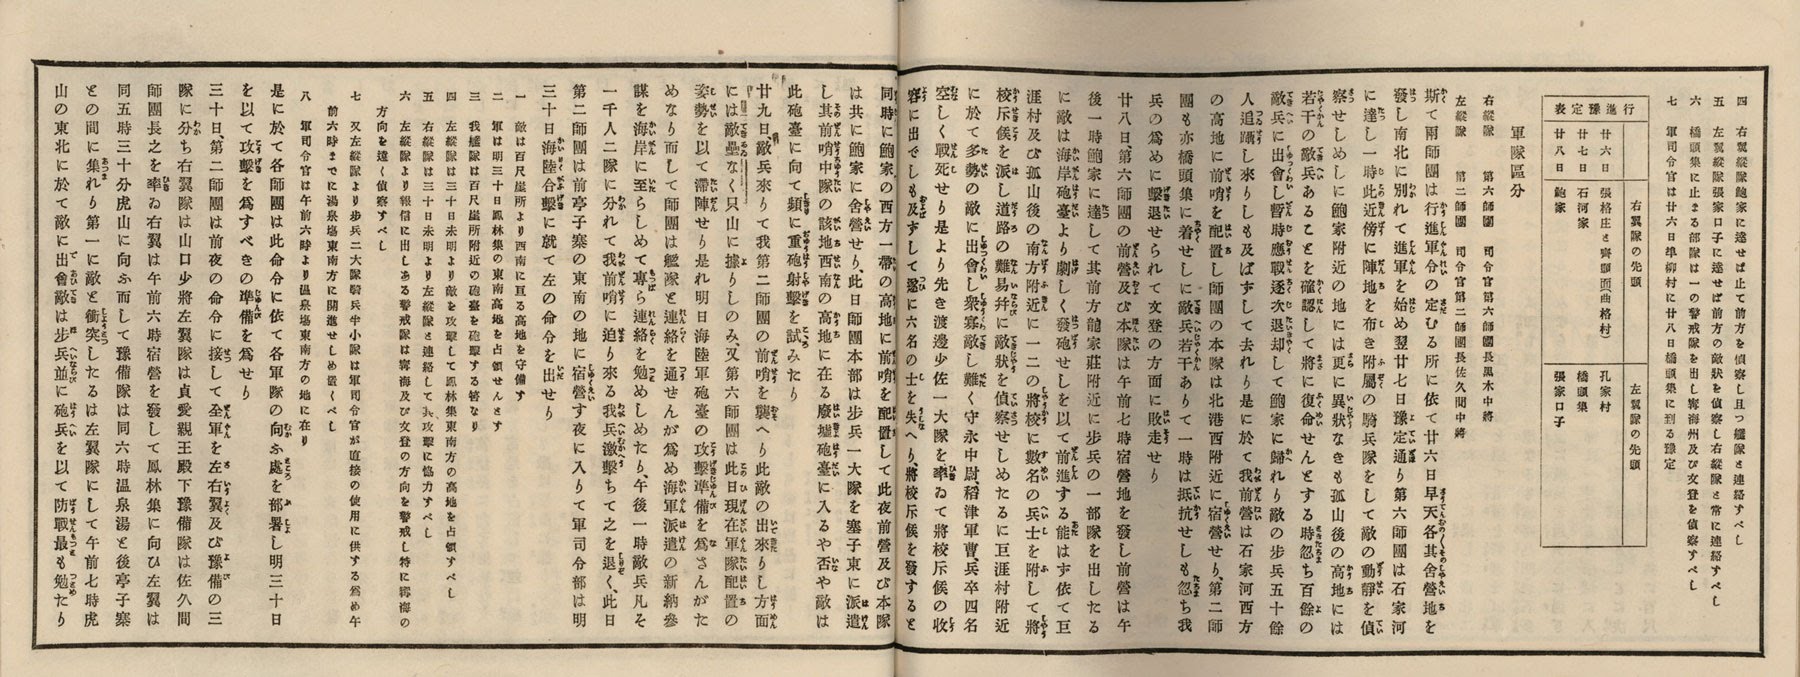 四 右翼縱隊鮑家に達せば止て前方を偵察し且つ艦隊と連絡すべし
五 左翼縱隊張家口子に達せば前方の敵狀を偵察し右縱隊と常に連絡すべし
六 橋頭集に止まる部隊は一の警戒隊を出し寗海州及び文登を偵察すべし
七 軍司令官は廿六日準柳村に廿八日橋頭集に到る豫定
行進豫定表
右翼隊の先頭
左翼隊の先頭
廿六日 張格庄と齊頭面(曲格村) 孔家村
廿七日 石河家 橋頭集
廿八日 鮑家 張家口子
軍隊區分
右縱隊 第六師團 司令官第六師團長黑木中將
左縱隊 第二師團 司令官第二師團長佐久間中將
斯て兩師團は行進軍令の定むる所に依て廿六日早天各其舍營地を
發し南北に別れて進軍を始め翌廿七日豫定通り第六師團は石家河
に達し一時此近傍に陣地を布き附屬の騎兵隊をして敵の動靜を偵
察せしめしに鮑家附近の地には更に異狀なきも孤山後の高地には
若干の敵兵あることを確認して將に復命せんとする時忽ち百餘の
敵兵に出會し暫時應戰逐次退却して鮑家に歸れり敵の步兵五十餘
人追躡し來りしも及ばずして去れり是に於て我前營は石家河西方
の高地に前哨を配置し師團の本隊は北港西附近に宿營せり、第二師
團も亦橋頭集に着せしに敵兵若干ありて一時は抵抗せしも忽ち我
兵の爲めに擊退せられて文登の方面に敗走せり
廿八日第六師團の前營及び本隊は午前七時宿營地を發し前營は午
後一時鮑家に達して其前方龍家莊附近に步兵の一部隊を出したる
に敵は海岸砲臺より劇しく發砲せしを以て前進する能はず依て巨
涯村及び孤山後の南方附近に一二の將校に數名の兵士を附して將
校斥候を派し道路の難易幷に敵狀を偵察せしめたるに巨涯村附近
に於て多勢の敵に出會し衆寡敵し難く守永中尉、稻津軍曹兵卒四名
空しく戰死せり是より先き渡邊少佐一大隊を率ゐて將校斥候の收
容に出でしも及ずして遂に六名の士を失へり、將校斥候を發すると
同時に鮑家の西方一帶の高地に前哨を配置して此夜前營及び本隊
は共に鮑家に舍營せり、此日師團本部は步兵一大隊を塞子東に派遣
し其前哨中隊の該地西南の高地に在る廢墟砲臺に入るや否や敵は
此砲臺に向て頻に重砲射擊を試みたり
廿九日敵兵來りて我第二師團の前哨を襲へり此敵の出來りし方面
には敵壘なく只山に據りしのみ、又第六師團は此日現在軍隊配置の
姿勢を以て滯陣せり是れ明日海陸軍砲臺の攻擊準備を爲さんがた
めなり而して師團は艦隊と連絡を通せんが爲め海軍派遣の新納參
謀を海岸に至らしめて專ら連絡を勉めしめたり、午後一時敵兵凡そ
一千人二隊に分れて我前哨に迫り來る我兵激擊ちて之を退く、此日
第二師團は前亭子寨の東南の地に宿營す夜に入りて軍司令部は明
三十日海陸合擊に就て左の命令を出せり
一 敵は百尺崖所より西南に亘る高地を守備す
二 軍は明三十日鳳林集の東南高地を占領せんとす
三 我艦隊は百尺崖所附近の砲臺を砲擊する筈なり
四 左縱隊は三十日未明より敵を攻擊して鳳林集東南方の高地を占領すべし
五 右縱隊は三十日未明より左縱隊と連絡して其攻擊に協力すべし
六 左縱隊より報信に出しある警戒隊は寗海及び文登の方向を警戒し特に寗海の
方向を遠く偵察すべし
七 又左縱隊より步兵二大隊騎兵半小隊は軍司令官が直接の使用に供する爲め午
前六時までに湯泉塲東南方に開進せしめ置くべし
八 軍司令官は午前六時より温泉塲東南方の地に在り
是に於て各師團は此命令に依て各軍隊の向ふ處を部署し明三十日
を以て攻擊を爲すべきの準備を爲せり
三十日、第二師團は前夜の命令に接して全軍を左右翼及び豫備の三
隊に分ち右翼隊は山口少將左翼隊は貞愛親王殿下豫備隊は佐久間
師團長之を率ゐ右翼は午前六時宿營を發して鳳林集に向ひ左翼は
同五時三十分虎山に向ふ而して豫備隊は同六時温泉湯と後亭子寨
との間に集れり第一に敵と衝突したるは左翼隊にして午前七時虎
山の東北に於て敵に出會敵は步兵並に砲兵を以て防戰最も勉たり